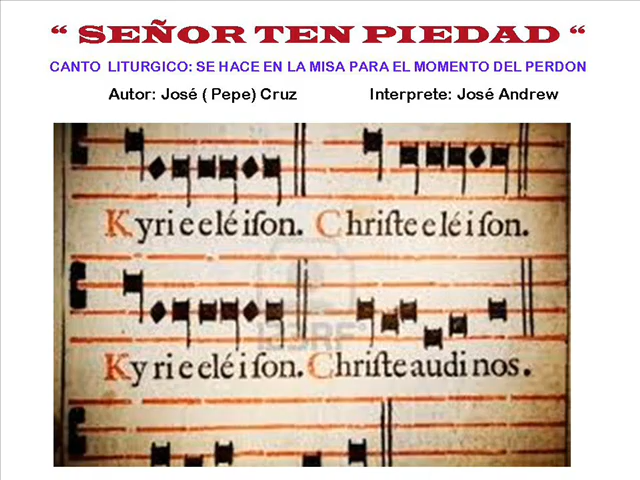 “ SEÑOR TEN PIEDAD “
CANTO LITURGICO: SE HACE EN LA MISA PARA EL MOMENTO DEL PERDON
Autor: José ( Pepe) Cruz Interprete: José Andrew
Kyrie eléiſon. Chriſte eléiſon.
123RF
Kyrie eléiſon. Chriſte audi nos.